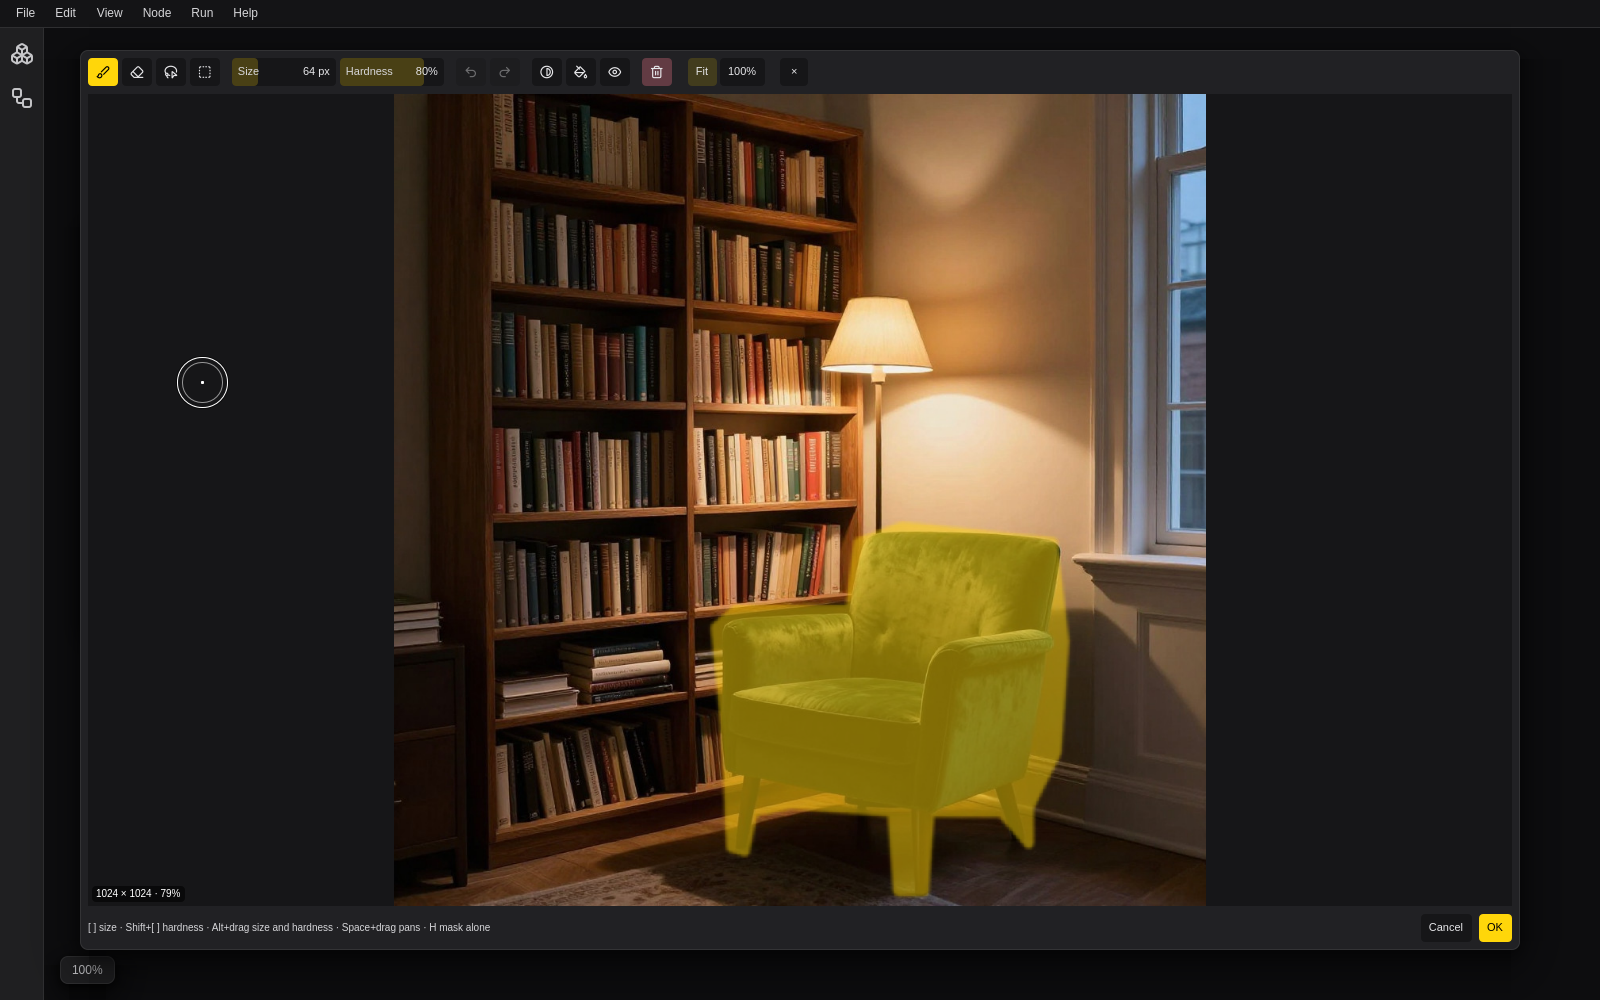 File Edit View Node Run Help
Size 64 px Hardness 80% Fit 100% ×
1024 × 1024 · 79%
[ ] size · Shift+[ ] hardness · Alt+drag size and hardness · Space+drag pans · H mask alone
Cancel OK
100%